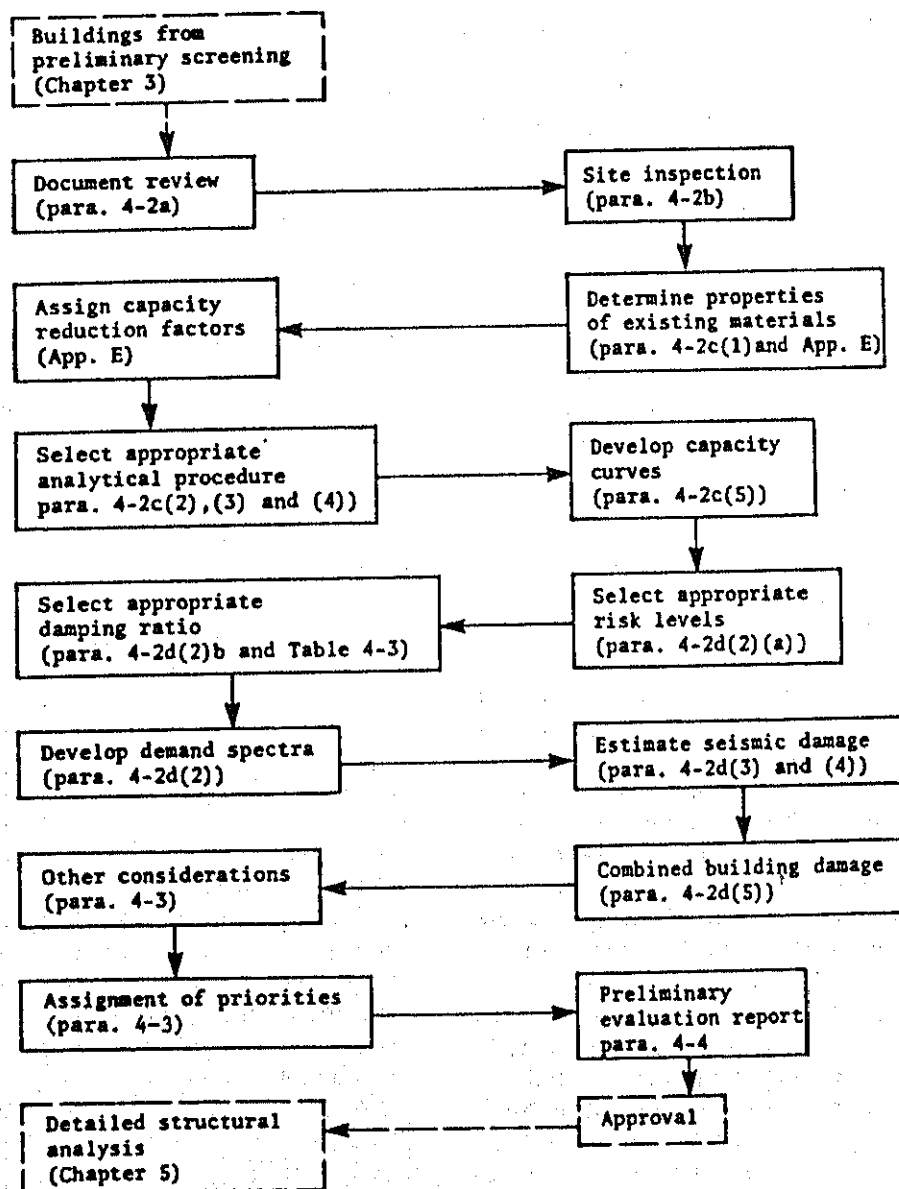 Buildings from
preliminary screening
(Chapter 3)
Document review
(para. 4-2a)
Site inspection
(para. 4-2b)
Determine properties
of existing materials
(para. 4-2c(1)and App. E)
Assign capacity
reduction factors
(App. E)
Select appropriate
analytical procedure
para. 4-2c(2),(3) and (4))
Develop capacity
curves
(para. 4-2c(5))
Select appropriate
risk levels
(para. 4-2d(2)(a))
Select appropriate
damping ratio
(para. 4-2d(2)b and Table 4-3)
Develop demand spectra
(para. 4-2d(2))
Estimate seismic damage
(para. 4-2d(3) and (4))
Combined building damage
(para. 4-2d(5))
Other considerations
(para. 4-3)
Assignment of priorities
(para. 4-3)
Preliminary
evaluation report
para. 4-4
Approval
Detailed structural
analysis
(Chapter 5)